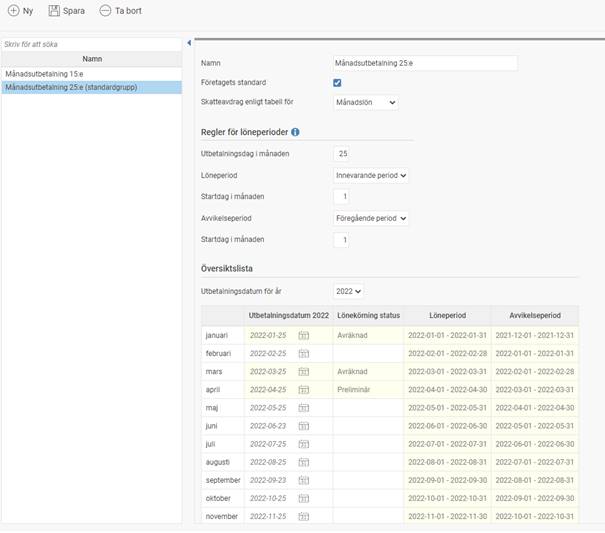 Ny Spara Ta bort
Skriv för att söka
Namn
Månadsutbetalning 15:e
Månadsutbetalning 25:e (standardgrupp)
Namn Månadsutbetalning 25:e
Företagets standard
Skatteavdrag enligt tabell för Månadslön
Regler för löneperioder
Utbetalningsdag i månaden 25
Löneperiod Innevarande period
Startdag i månaden 1
Avvikelseperiod Föregående period
Startdag i månaden 1
Översiktslista
Utbetalningsdatum för år 2022
Utbetalningsdatum 2022 Lönekörning status Löneperiod Avvikelseperiod
januari 2022-01-25 Avräknad 2022-01-01 - 2022-01-31 2021-12-01 - 2021-12-31
februari 2022-02-25 2022-02-01 - 2022-02-28 2022-01-01 - 2022-01-31
mars 2022-03-25 Avräknad 2022-03-01 - 2022-03-31 2022-02-01 - 2022-02-28
april 2022-04-25 Preliminär 2022-04-01 - 2022-04-30 2022-03-01 - 2022-03-31
maj 2022-05-25 2022-05-01 - 2022-05-31 2022-04-01 - 2022-04-30
juni 2022-06-23 2022-06-01 - 2022-06-30 2022-05-01 - 2022-05-31
juli 2022-07-25 2022-07-01 - 2022-07-31 2022-06-01 - 2022-06-30
augusti 2022-08-25 2022-08-01 - 2022-08-31 2022-07-01 - 2022-07-31
september 2022-09-23 2022-09-01 - 2022-09-30 2022-08-01 - 2022-08-31
oktober 2022-10-25 2022-10-01 - 2022-10-31 2022-09-01 - 2022-09-30
november 2022-11-25 2022-11-01 - 2022-11-30 2022-10-01 - 2022-10-31